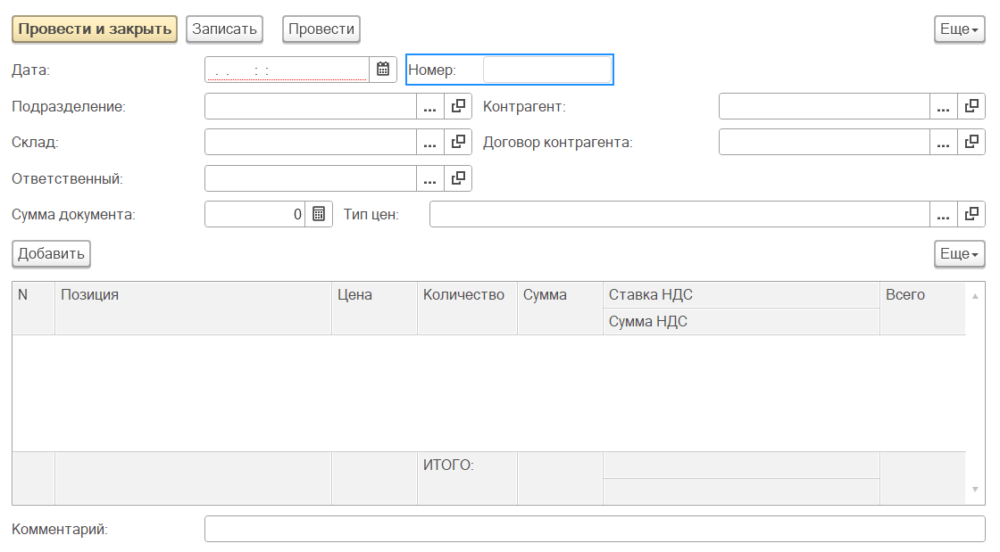 Провести и закрыть Записать Провести Еще
Дата: . . : : Номер:
Подразделение: ... Контрагент: ...
Склад: ... Договор контрагента: ...
Ответственный: ...
Сумма документа: 0 Тип цен: ...
Добавить Еще
N Позиция Цена Количество Сумма Ставка НДС Всего
Сумма НДС
ИТОГО:
Комментарий: